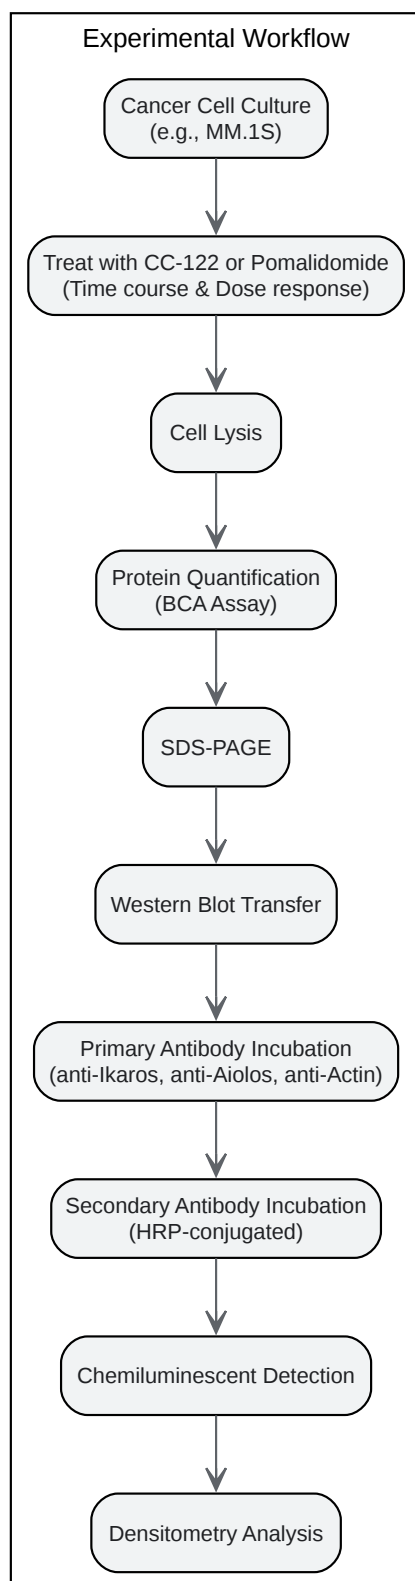 Experimental Workflow
Cancer Cell Culture
(e.g., MM.1S)
Treat with CC-122 or Pomalidomide
(Time course & Dose response)
Cell Lysis
Protein Quantification
(BCA Assay)
SDS-PAGE
Western Blot Transfer
Primary Antibody Incubation
(anti-Ikaros, anti-Aiolos, anti-Actin)
Secondary Antibody Incubation
(HRP-conjugated)
Chemiluminescent Detection
Densitometry Analysis